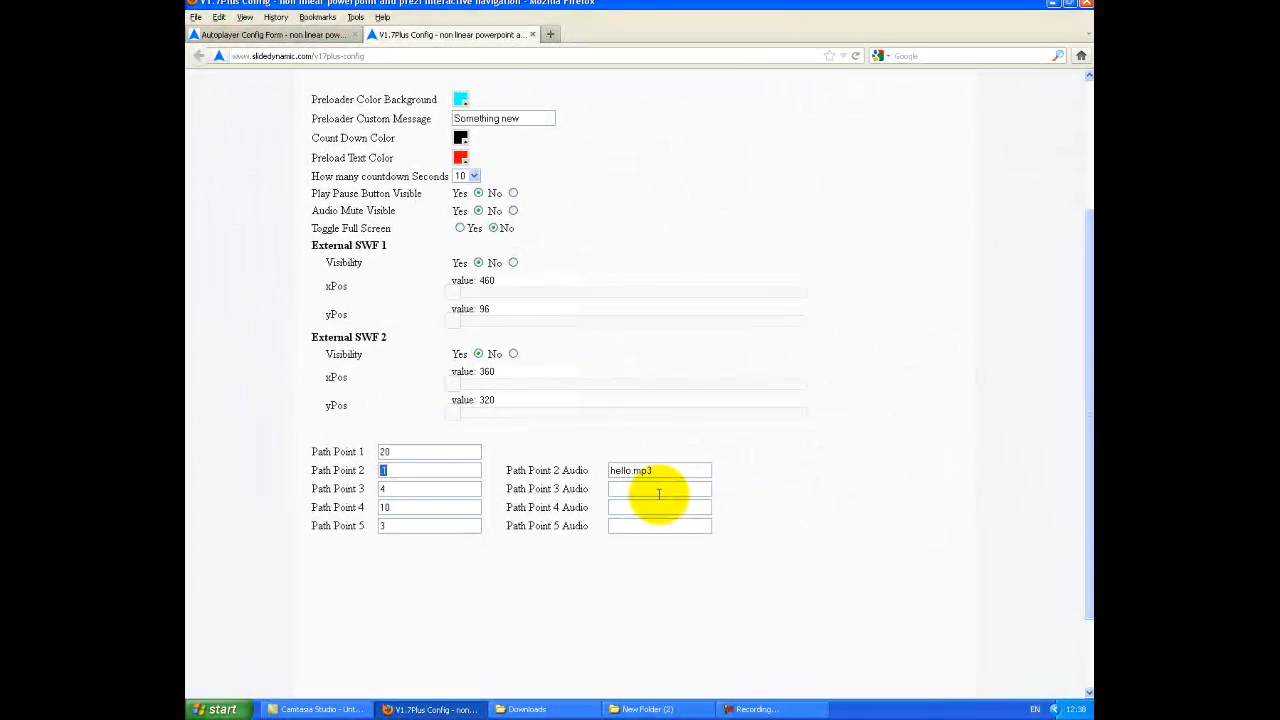 V1.7Plus Config - non linear powerpoint and prezi interactive navigation - Mozilla Firefox
File Edit View History Bookmarks Tools Help
Autoplayer Config Form - non linear pow... V1.7Plus Config - non linear powerpoint a...
www.slidedynamic.com/v17plus-config Google
Preloader Color Background
Preloader Custom Message Something new
Count Down Color
Preload Text Color
How many countdown Seconds 10
Play Pause Button Visible Yes No
Audio Mute Visible Yes No
Toggle Full Screen Yes No
External SWF 1
Visibility Yes No
value: 460
xPos
value: 96
yPos
External SWF 2
Visibility Yes No
value: 360
xPos
value: 320
yPos
Path Point 1 20
Path Point 2 1 Path Point 2 Audio hello.mp3
Path Point 3 4 Path Point 3 Audio
Path Point 4 10 Path Point 4 Audio
Path Point 5 3 Path Point 5 Audio
start Camtasia Studio - Unt... V1.7Plus Config - non... Downloads New Folder (2) Recording... EN 12:38